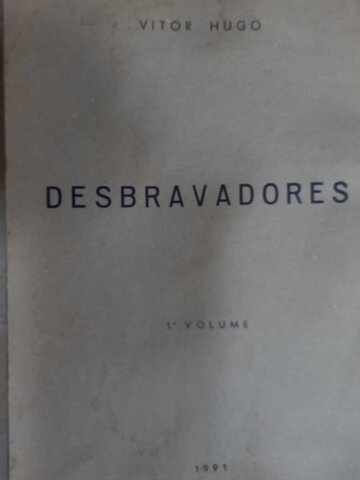 VITOR HUGO
DESBRAVADORES
1º VOLUME
1991